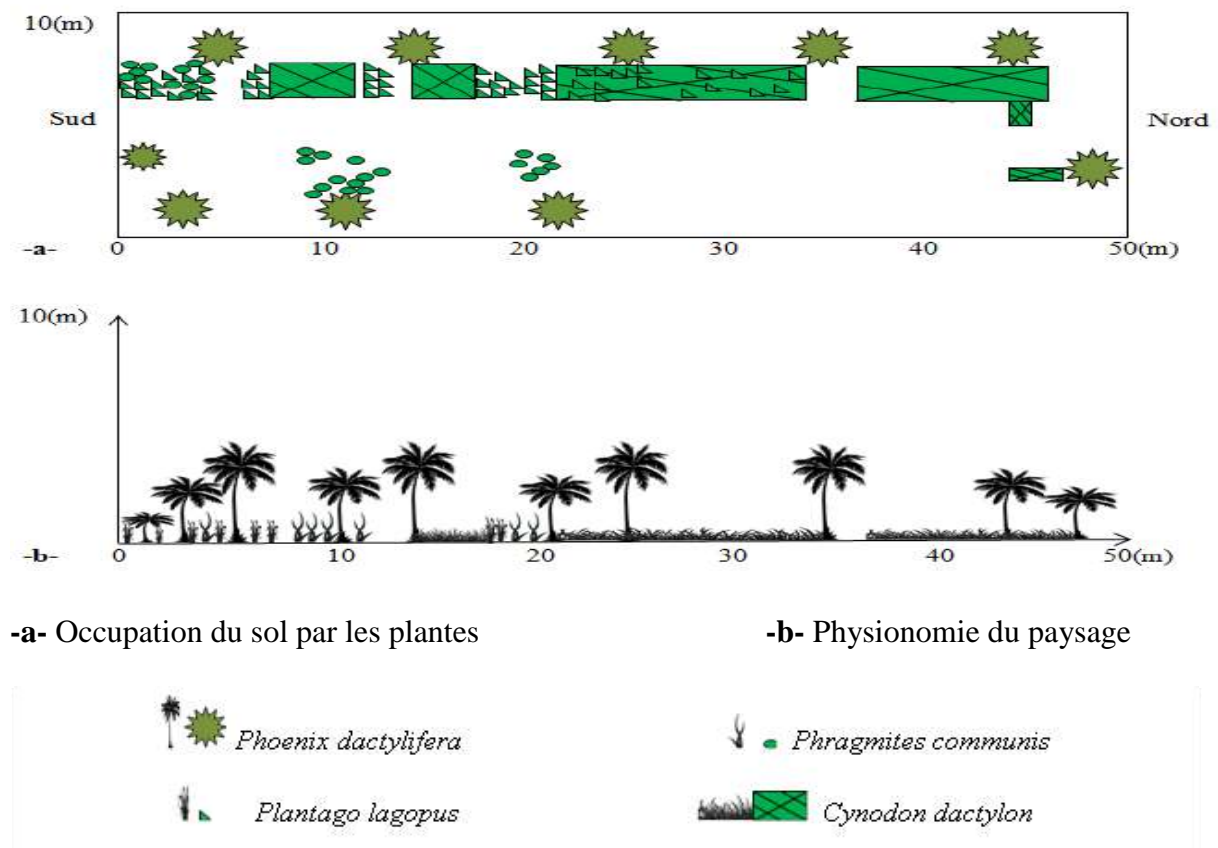 10(m)
Sud Nord
-a- 0 10 20 30 40 50(m)
10(m)
-b- 0 10 20 30 40 50(m)
-a- Occupation du sol par les plantes -b- Physionomie du paysage
Phoenix dactylifera Phragmites communis
Plantago lagopus Cynodon dactylon